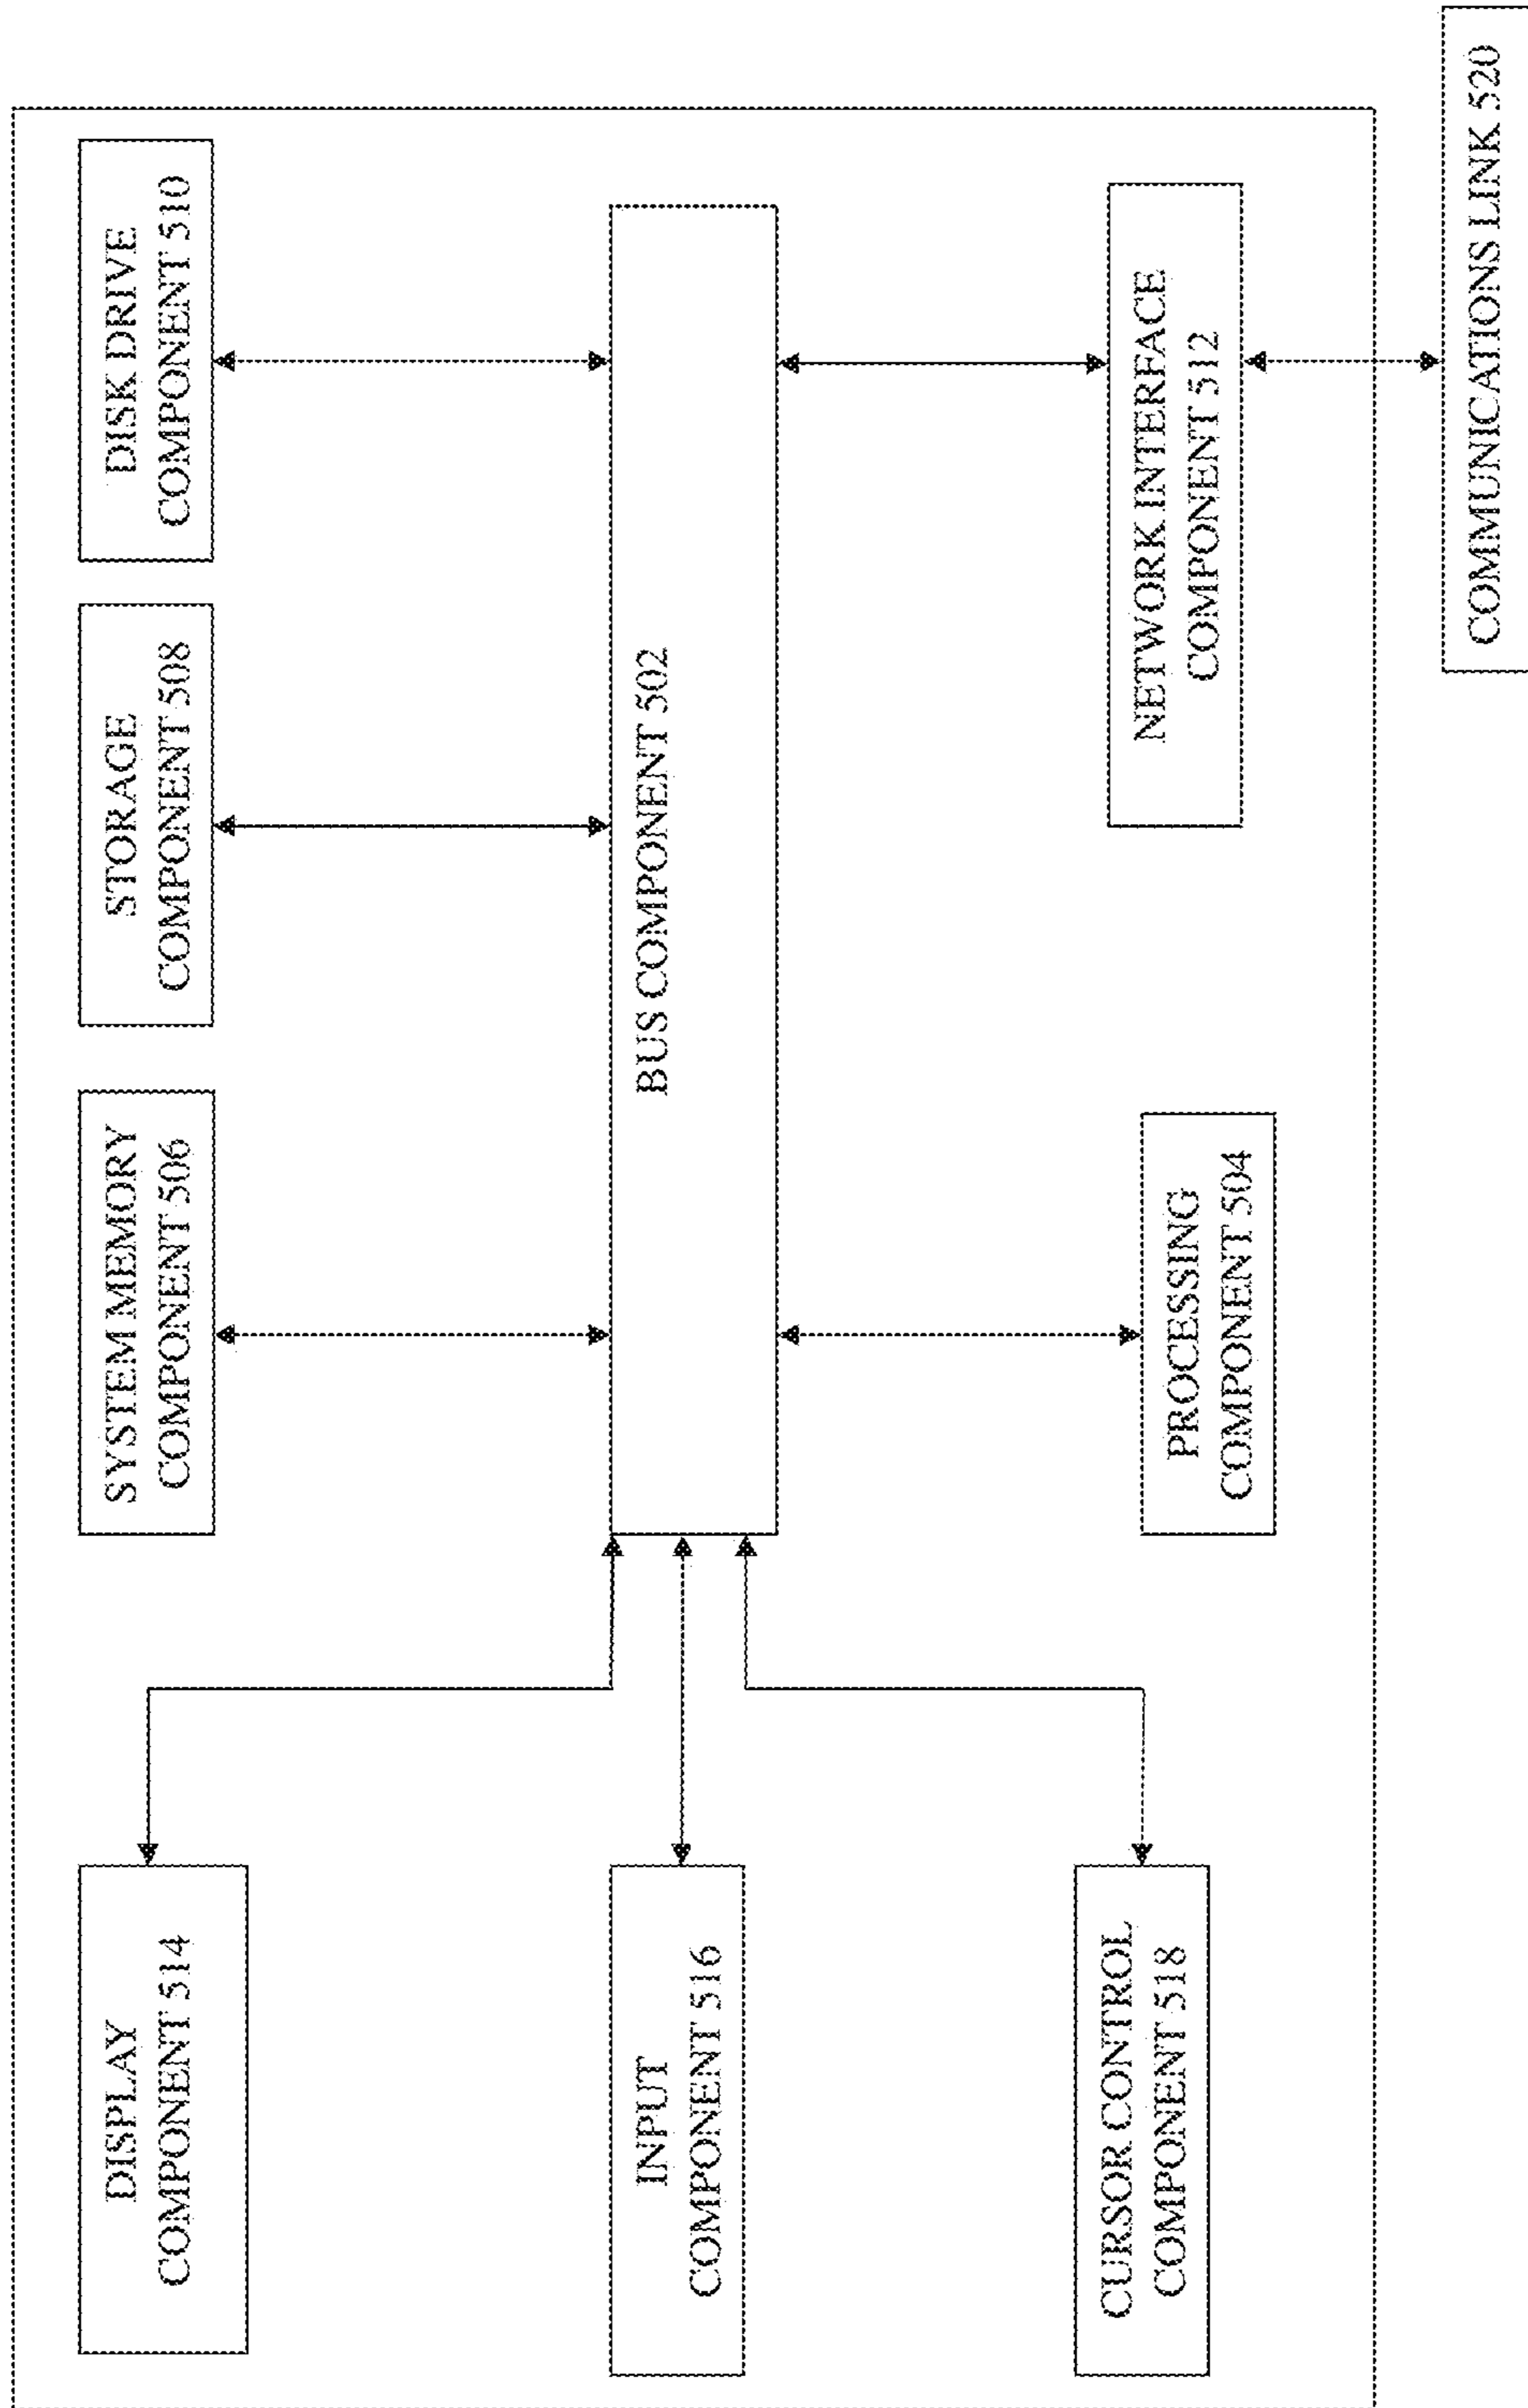 DISPLAY
COMPONENT 514
SYSTEM MEMORY
COMPONENT 506
STORAGE
COMPONENT 508
DISK DRIVE
COMPONENT 510
INPUT
COMPONENT 516
BUS COMPONENT 502
CURSOR CONTROL
COMPONENT 518
PROCESSING
COMPONENT 504
NETWORK INTERFACE
COMPONENT 512
COMMUNICATIONS LINK 520